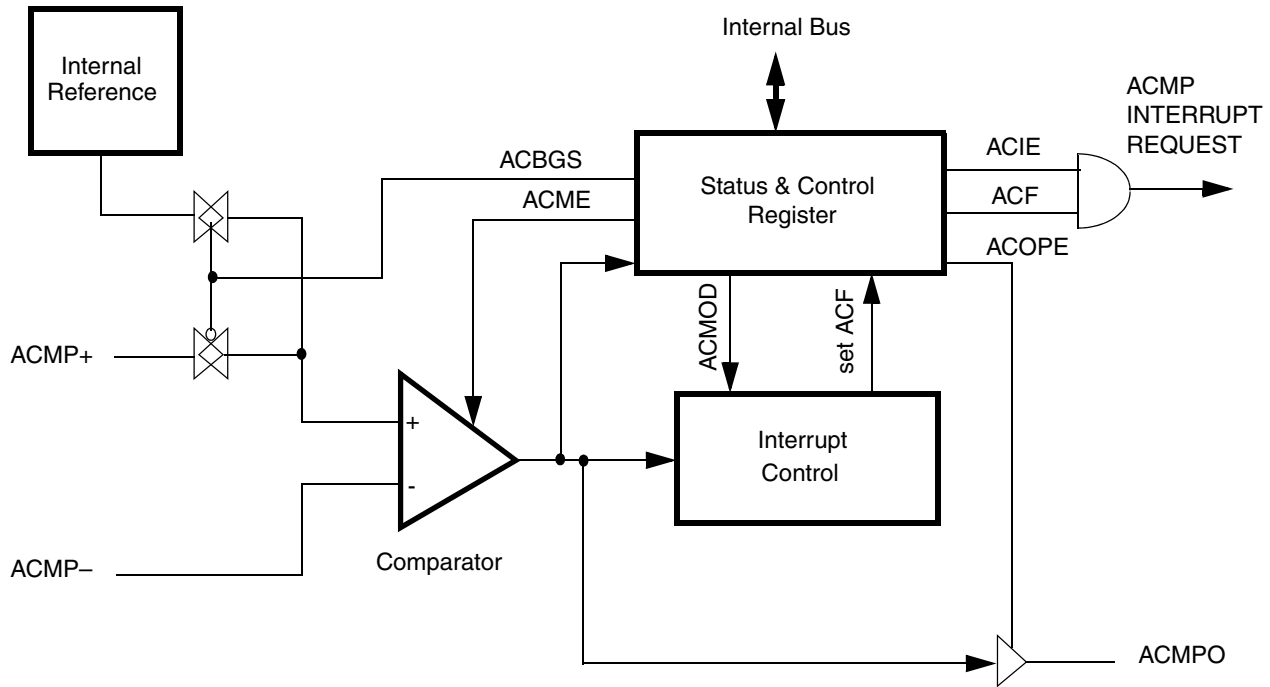 Internal Bus
Internal
Reference
ACMP
INTERRUPT
REQUEST
ACBGS
ACME
Status & Control
Register
ACIE
ACF
ACOPE
ACMOD
set ACF
ACMP+
+
-
Interrupt
Control
Comparator
ACMP–
ACMPO